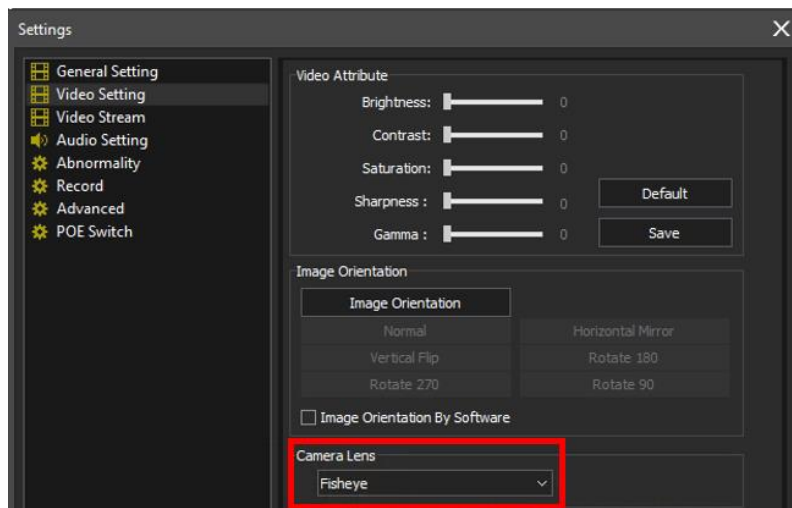 Settings
General Setting
Video Setting
Video Stream
Audio Setting
Abnormality
Record
Advanced
POE Switch
Video Attribute
Brightness: 0
Contrast: 0
Saturation: 0
Sharpness : 0
Gamma : 0
Default
Save
Image Orientation
Image Orientation
Normal Horizontal Mirror
Vertical Flip Rotate 180
Rotate 270 Rotate 90
Image Orientation By Software
Camera Lens
Fisheye